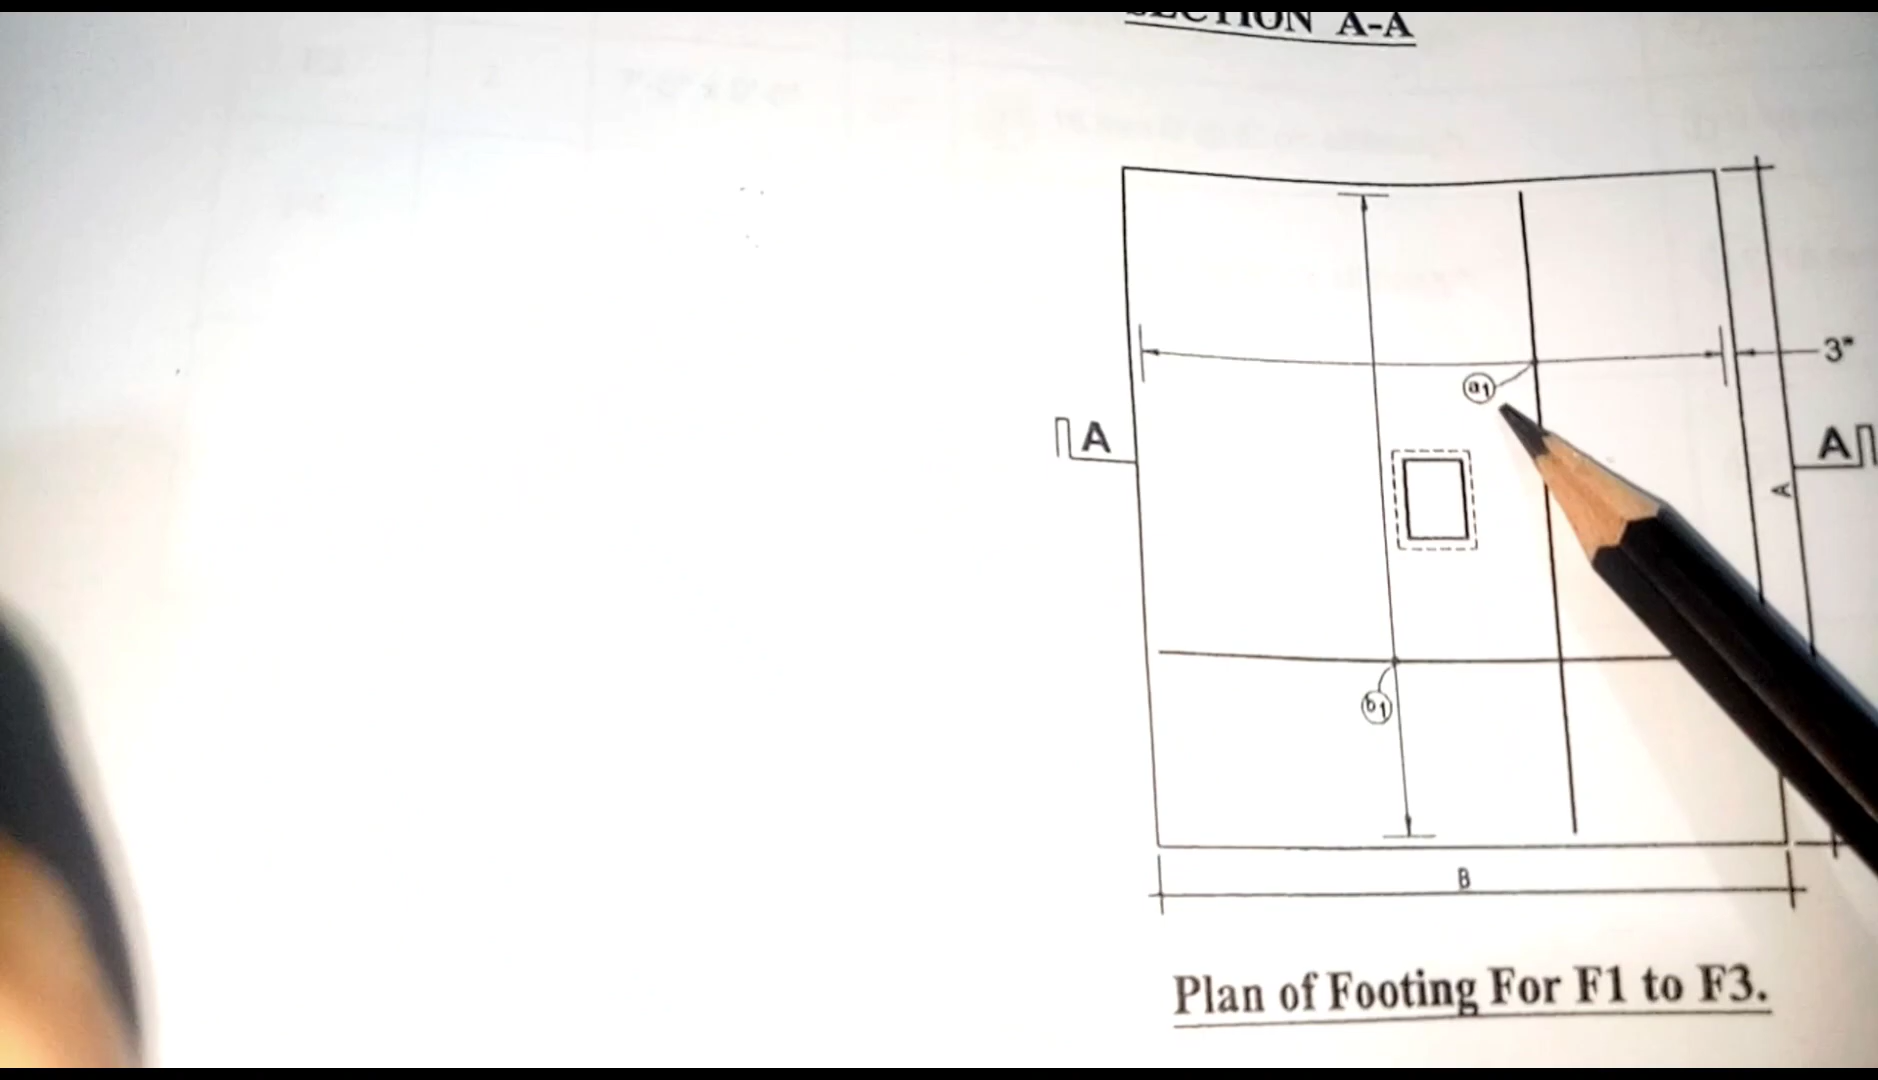 SECTION A-A
3"
a1
A
A
A
b1
B
Plan of Footing For F1 to F3.